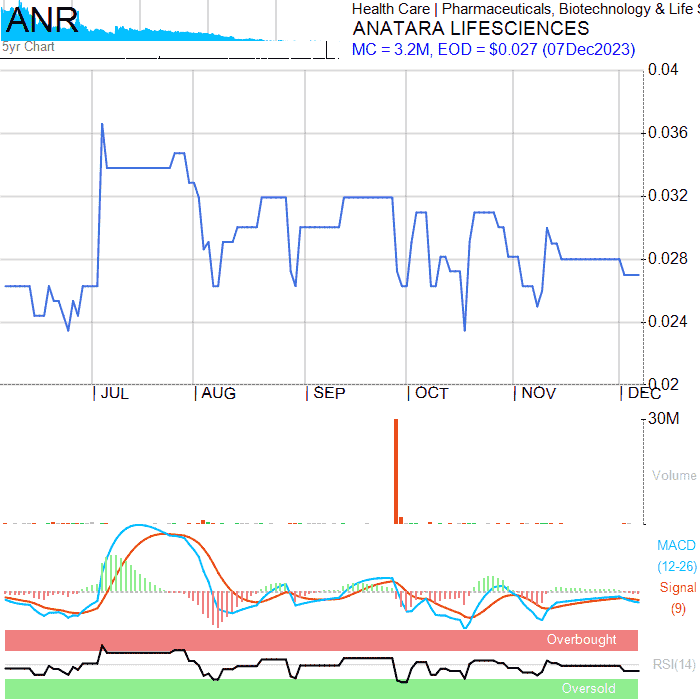 ANR
Health Care | Pharmaceuticals, Biotechnology & Life S
ANATARA LIFESCIENCES
5yr Chart
MC = 3.2M, EOD = $0.027 (07Dec2023)
0.04
0.036
0.032
0.028
0.024
0.02
JUL AUG SEP OCT NOV DEC
30M
Volume
MACD
(12-26)
Signal
(9)
Overbought
RSI(14)
Oversold